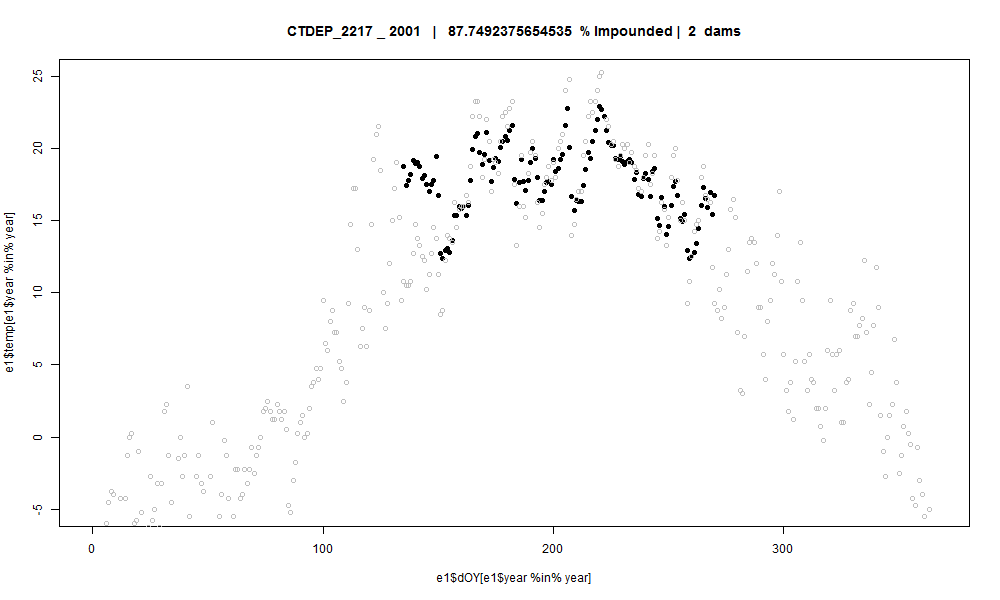 CTDEP_2217 _ 2001 | 87.7492375654535 % Impounded | 2 dams
e1$temp[e1$year %in% year]
25
20
15
10
5
0
-5
0 100 200 300
e1$dOY[e1$year %in% year]